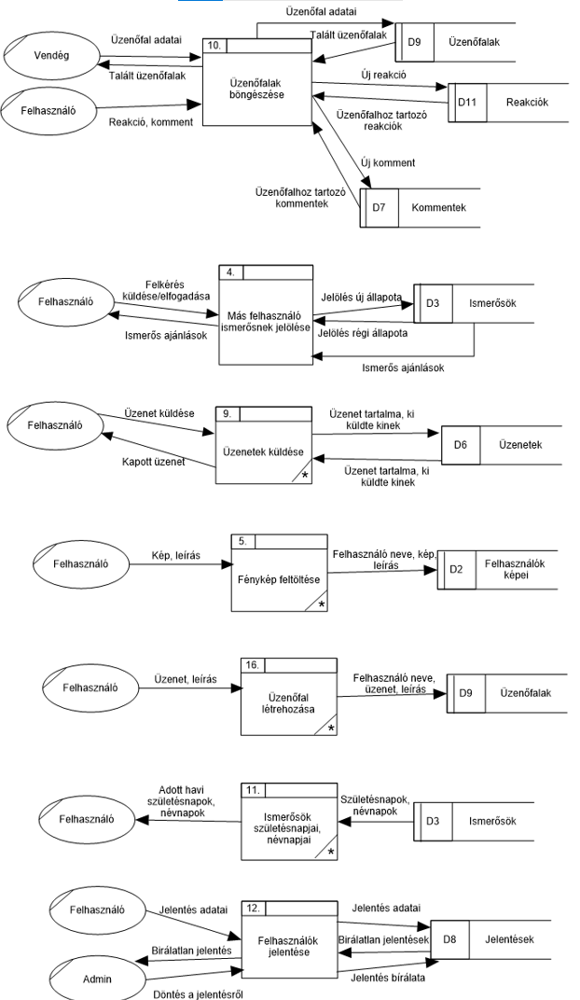 Üzenőfal adatai
Vendég
Üzenőfal adatai
Talált üzenőfalak
10.
Üzenőfalak
böngészése
Talált üzenőfalak
D9
Üzenőfalak
Felhasználó
Reakció, komment
Új reakció
Üzenőfalhoz tartozó
reakciók
D11
Reakciók
Új komment
Üzenőfalhoz tartozó
kommentek
D7
Kommentek
Felhasználó
Felkérés
küldése/elfogadása
Ismerős ajánlások
4.
Más felhasználó
ismerősnek jelölése
Jelölés új állapota
Jelölés régi állapota
Ismerős ajánlások
D3
Ismerősök
Felhasználó
Üzenet küldése
Kapott üzenet
9.
Üzenetek küldése
*
Üzenet tartalma, ki
küldte kinek
Üzenet tartalma, ki
küldte kinek
D6
Üzenetek
Felhasználó
Kép, leírás
5.
Fénykép feltöltése
*
Felhasználó neve, kép,
leírás
D2
Felhasználók
képei
Felhasználó
Üzenet, leírás
16.
Üzenőfal
létrehozása
*
Felhasználó neve,
üzenet, leírás
D9
Üzenőfalak
Felhasználó
Adott havi
születésnapok,
névnapok
11.
Ismerősök
születésnapjai,
névnapjai
*
Születésnapok,
névnapok
D3
Ismerősök
Felhasználó
Jelentés adatai
Bírálatlan jelentés
Admin
Döntés a jelentésről
12.
Felhasználók
jelentése
Jelentés adatai
Bírálatlan jelentések
Jelentés bírálata
D8
Jelentések